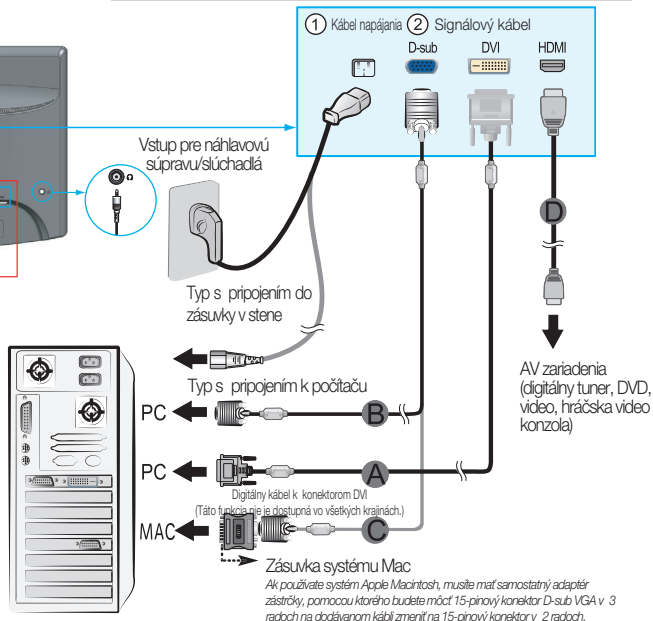 1 Kábel napájania 2 Signálový kábel
D-sub DVI HDMI
Vstup pre náhlavovú
súpravu/slúchadlá
D
Typ s pripojením do
zásuvky v stene
AV zariadenia
(digitálny tuner, DVD,
video, hráčska video
konzola)
Typ s pripojením k počítaču
PC B
PC A
Digitálny kábel k konektorom DVI
(Táto funkcia nie je dostupná vo všetkých krajinách.)
MAC C
Zásuvka systému Mac
Ak používate systém Apple Macintosh, musíte mať samostatný adaptér
zástrčky, pomocou ktorého budete môcť 15-pinový konektor D-sub VGA v 3
radoch na dodávanom kábli zmeniť na 15-pinový konektor v 2 radoch.